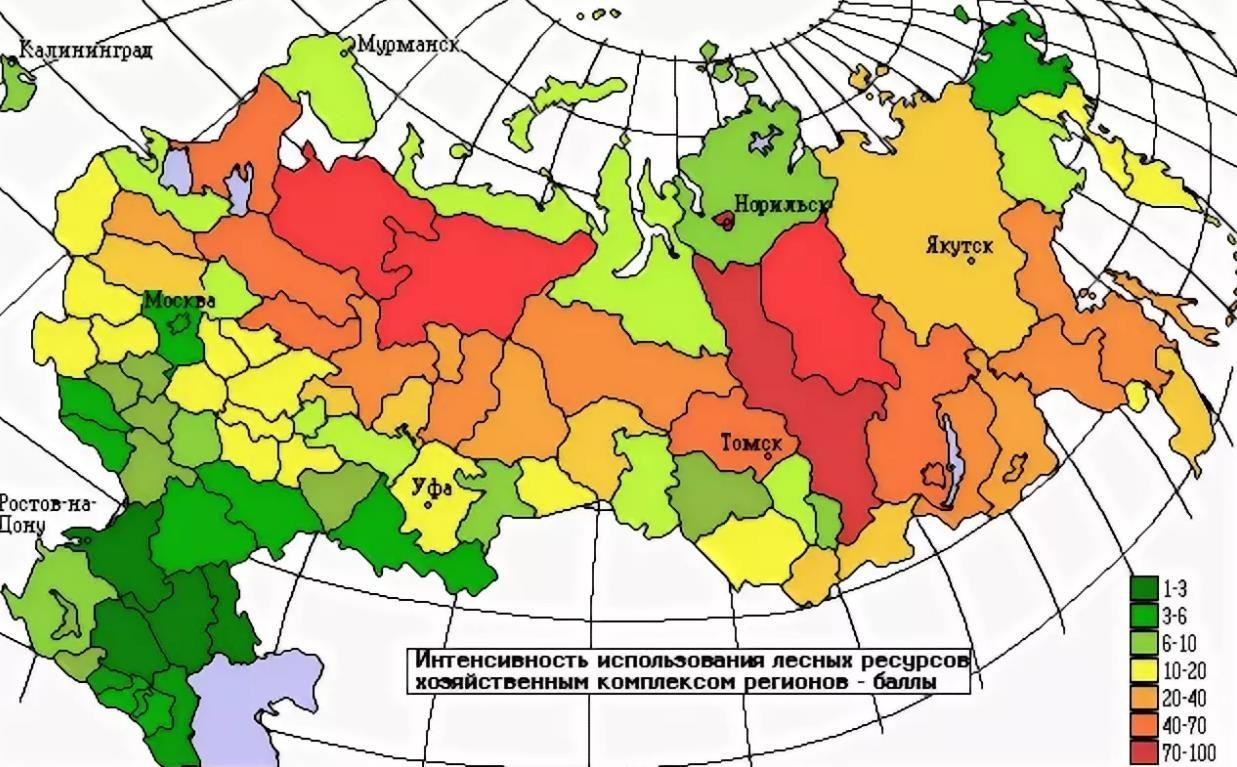 Калининград
Мурманск
Норильск
Якутск
Москва
Томск
Уфа
Ростов-на-
Дону
1-3
3-6
6-10
10-20
20-40
40-70
70-100
Интенсивность использования лесных ресурсов
хозяйственным комплексом регионов - баллы